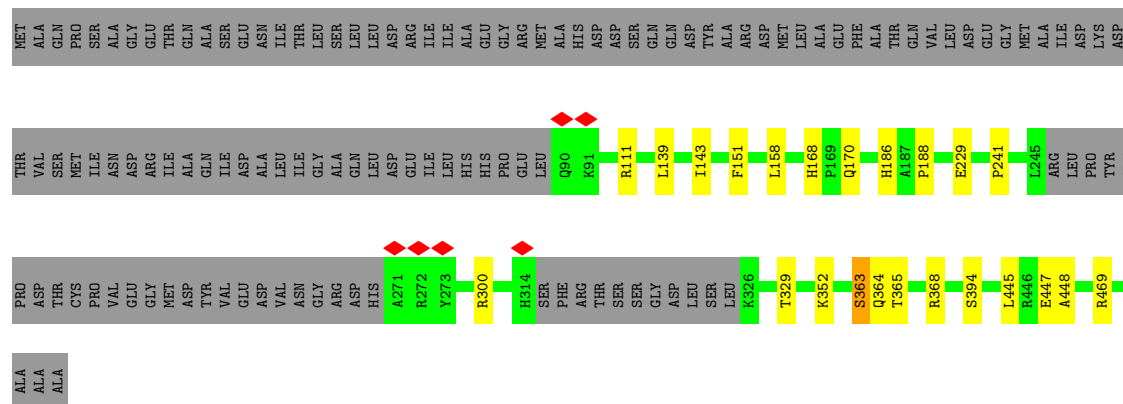 MET ALA GLN PRO SER ALA GLY GLU THR GLN ALA SER GLU ASN ILE THR LEU SER LEU LEU ASP ARG ILE ILE ALA GLU GLY ARG MET ALA HIS ASP ASP SER GLN GLN ASP TYR ALA ARG ASP MET LEU ALA GLU PHE ALA THR GLN VAL LEU ASP GLU GLY MET ALA ILE ASP LYS ASP
THR VAL SER MET ILE ASN ASP ARG ILE ALA GLN ILE ASP ALA LEU ILE GLY ALA GLN LEU ASP GLU ILE LEU HIS HIS PRO GLU LEU Q90 K91 R111 L139 I143 F151 L158 H168 P169 Q170 H186 A187 P188 E229 P241 L245 ARG LEU PRO TYR
PRO ASP THR CYS PRO VAL GLU GLY MET ASP TYR VAL GLU ASP VAL ASN GLY ARG ASP HIS A271 R272 Y273 R300 H314 SER PHE ARG THR SER SER GLY ASP LEU SER LEU K326 T329 K352 S363 Q364 T365 R368 S394 L445 R446 E447 A448 R469
ALA ALA ALA